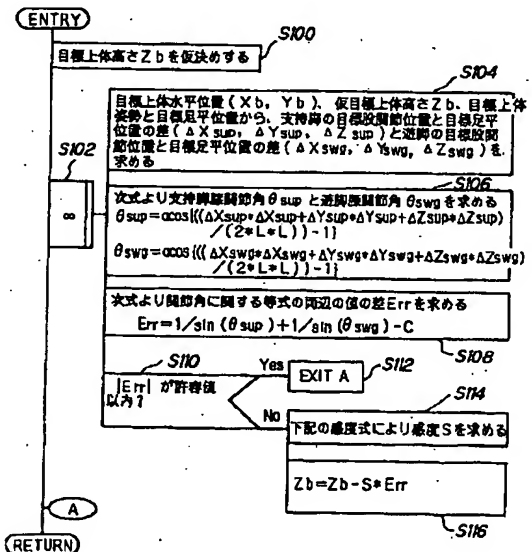 ENTRY
S100
目標上体高さZbを仮決めする
S104
目標上体水平位置(Xb, Yb)、仮目標上体高さZb、目標上体
姿勢と目標足平位置から、支持脚の目標股関節位置と目標足平
位置の差(ΔXsup, ΔYsup, ΔZsup)と遊脚の目標股関
節位置と目標足平位置の差(ΔXswg, ΔYswg, ΔZswg)を
求める
S102
∞
S106
次式より支持脚膝関節角θsupと遊脚膝関節角θswgを求める
θsup=acos{((ΔXsup*ΔXsup+ΔYsup*ΔYsup+ΔZsup*ΔZsup)
/(2*L*L))-1}
θswg=acos{((ΔXswg*ΔXswg+ΔYswg*ΔYswg+ΔZswg*ΔZswg)
/(2*L*L))-1}
次式より関節角に関する等式の両辺の値の差Errを求める
Err=1/sin(θsup)+1/sin(θswg)-C
S108
S110
|Err|が許容値
以内?
Yes
EXIT A
S112
No
S114
下記の感度式により感度Sを求める
Zb=Zb-S*Err
S116
A
RETURN